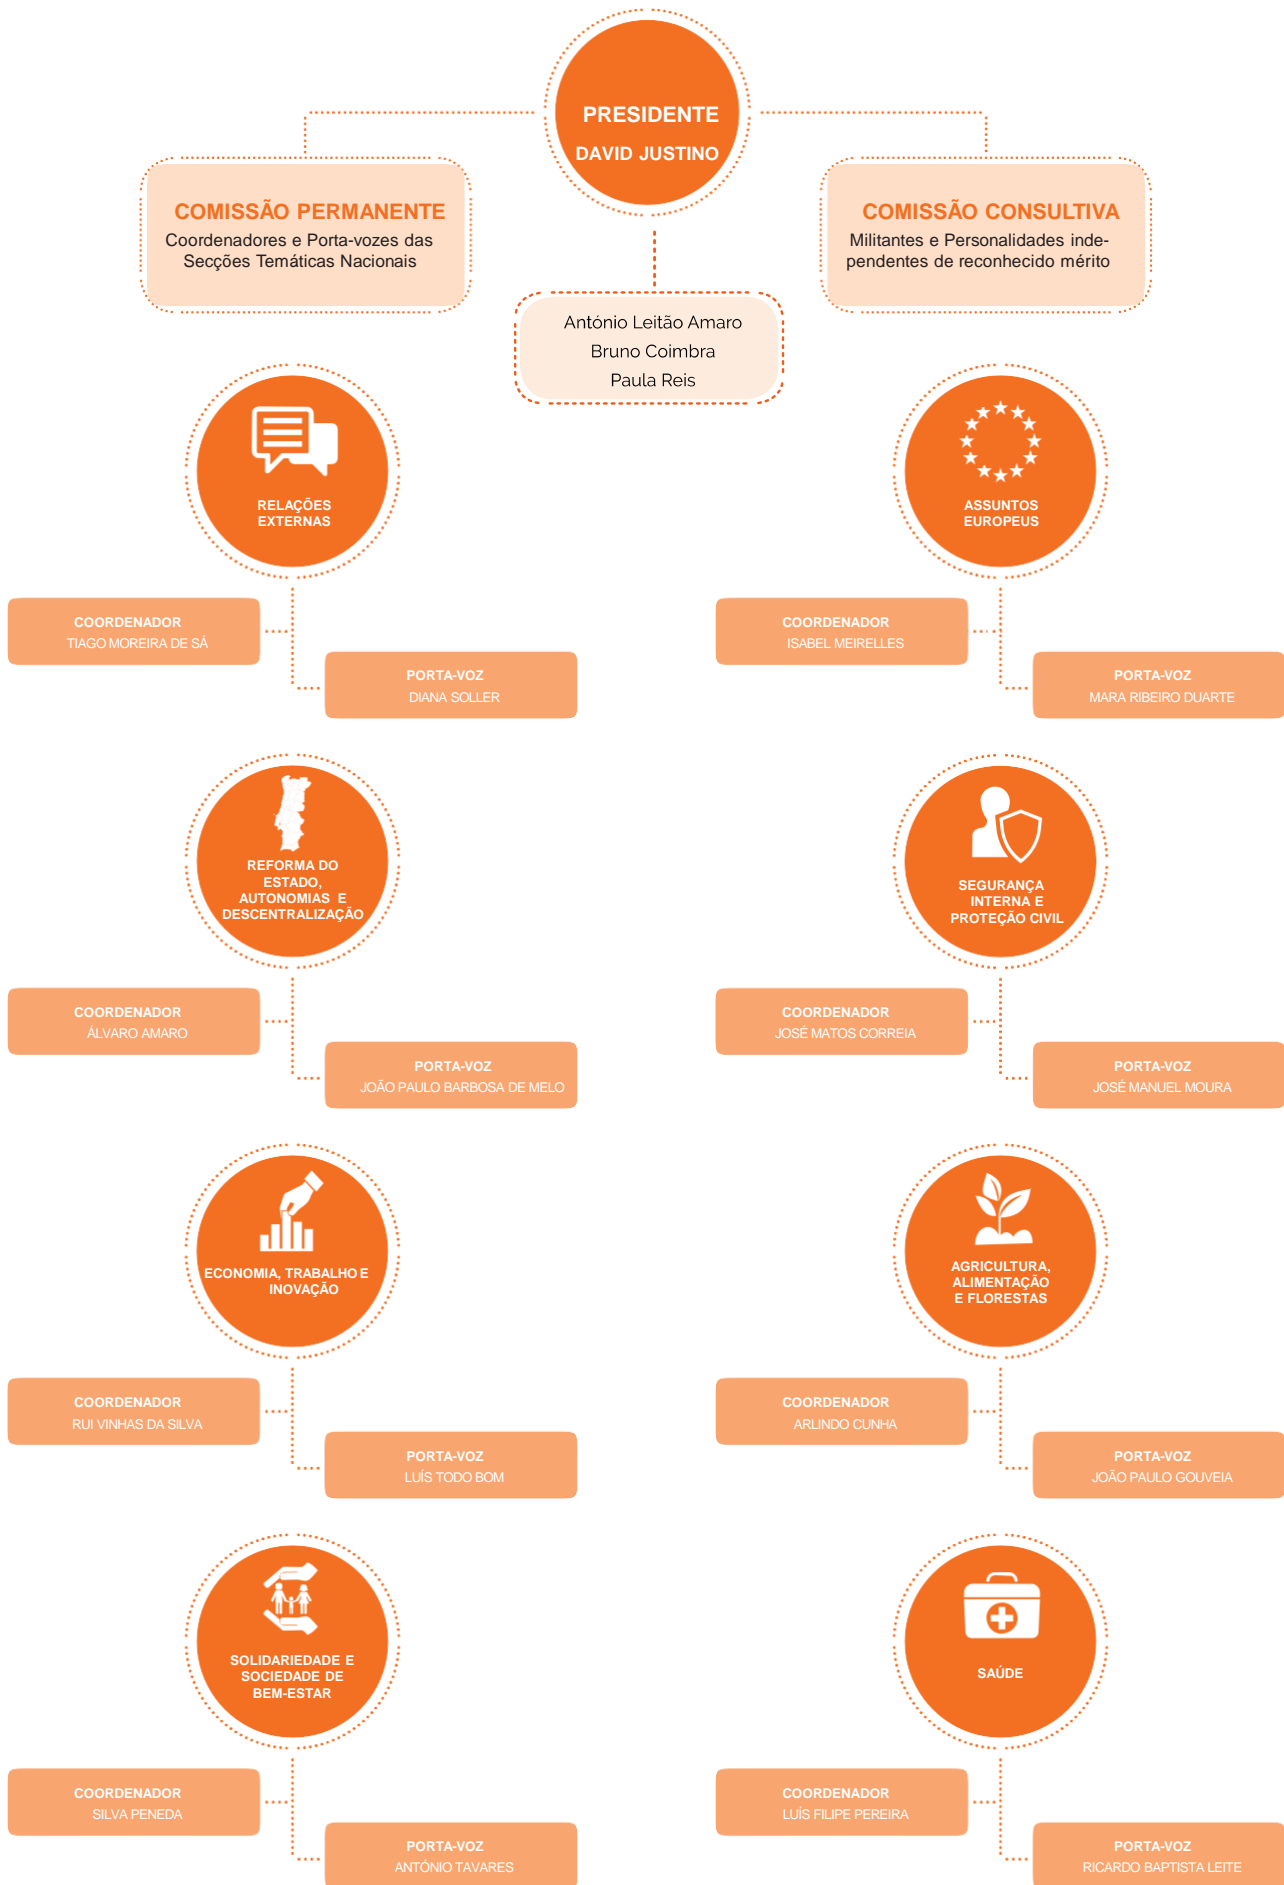 PRESIDENTE
DAVID JUSTINO
COMISSÃO PERMANENTE
Coordenadores e Porta-vozes das
Secções Temáticas Nacionais
COMISSÃO CONSULTIVA
Militantes e Personalidades inde-
pendentes de reconhecido mérito
António Leitão Amaro
Bruno Coimbra
Paula Reis
RELAÇÕES
EXTERNAS
COORDENADOR
TIAGO MOREIRA DE SÁ
PORTA-VOZ
DIANA SOLLER
ASSUNTOS
EUROPEUS
COORDENADOR
ISABEL MEIRELLES
PORTA-VOZ
MARA RIBEIRO DUARTE
REFORMA DO
ESTADO,
AUTONOMIAS E
DESCENTRALIZAÇÃO
COORDENADOR
ÁLVARO AMARO
PORTA-VOZ
JOÃO PAULO BARBOSA DE MELO
SEGURANÇA
INTERNA E
PROTEÇÃO CIVIL
COORDENADOR
JOSÉ MATOS CORREIA
PORTA-VOZ
JOSÉ MANUEL MOURA
ECONOMIA, TRABALHO E
INOVAÇÃO
COORDENADOR
RUI VINHAS DA SILVA
PORTA-VOZ
LUÍS TODO BOM
AGRICULTURA,
ALIMENTAÇÃO
E FLORESTAS
COORDENADOR
ARLINDO CUNHA
PORTA-VOZ
JOÃO PAULO GOUVEIA
SOLIDARIEDADE E
SOCIEDADE DE
BEM-ESTAR
COORDENADOR
SILVA PENEDA
PORTA-VOZ
ANTÓNIO TAVARES
SAÚDE
COORDENADOR
LUÍS FILIPE PEREIRA
PORTA-VOZ
RICARDO BAPTISTA LEITE